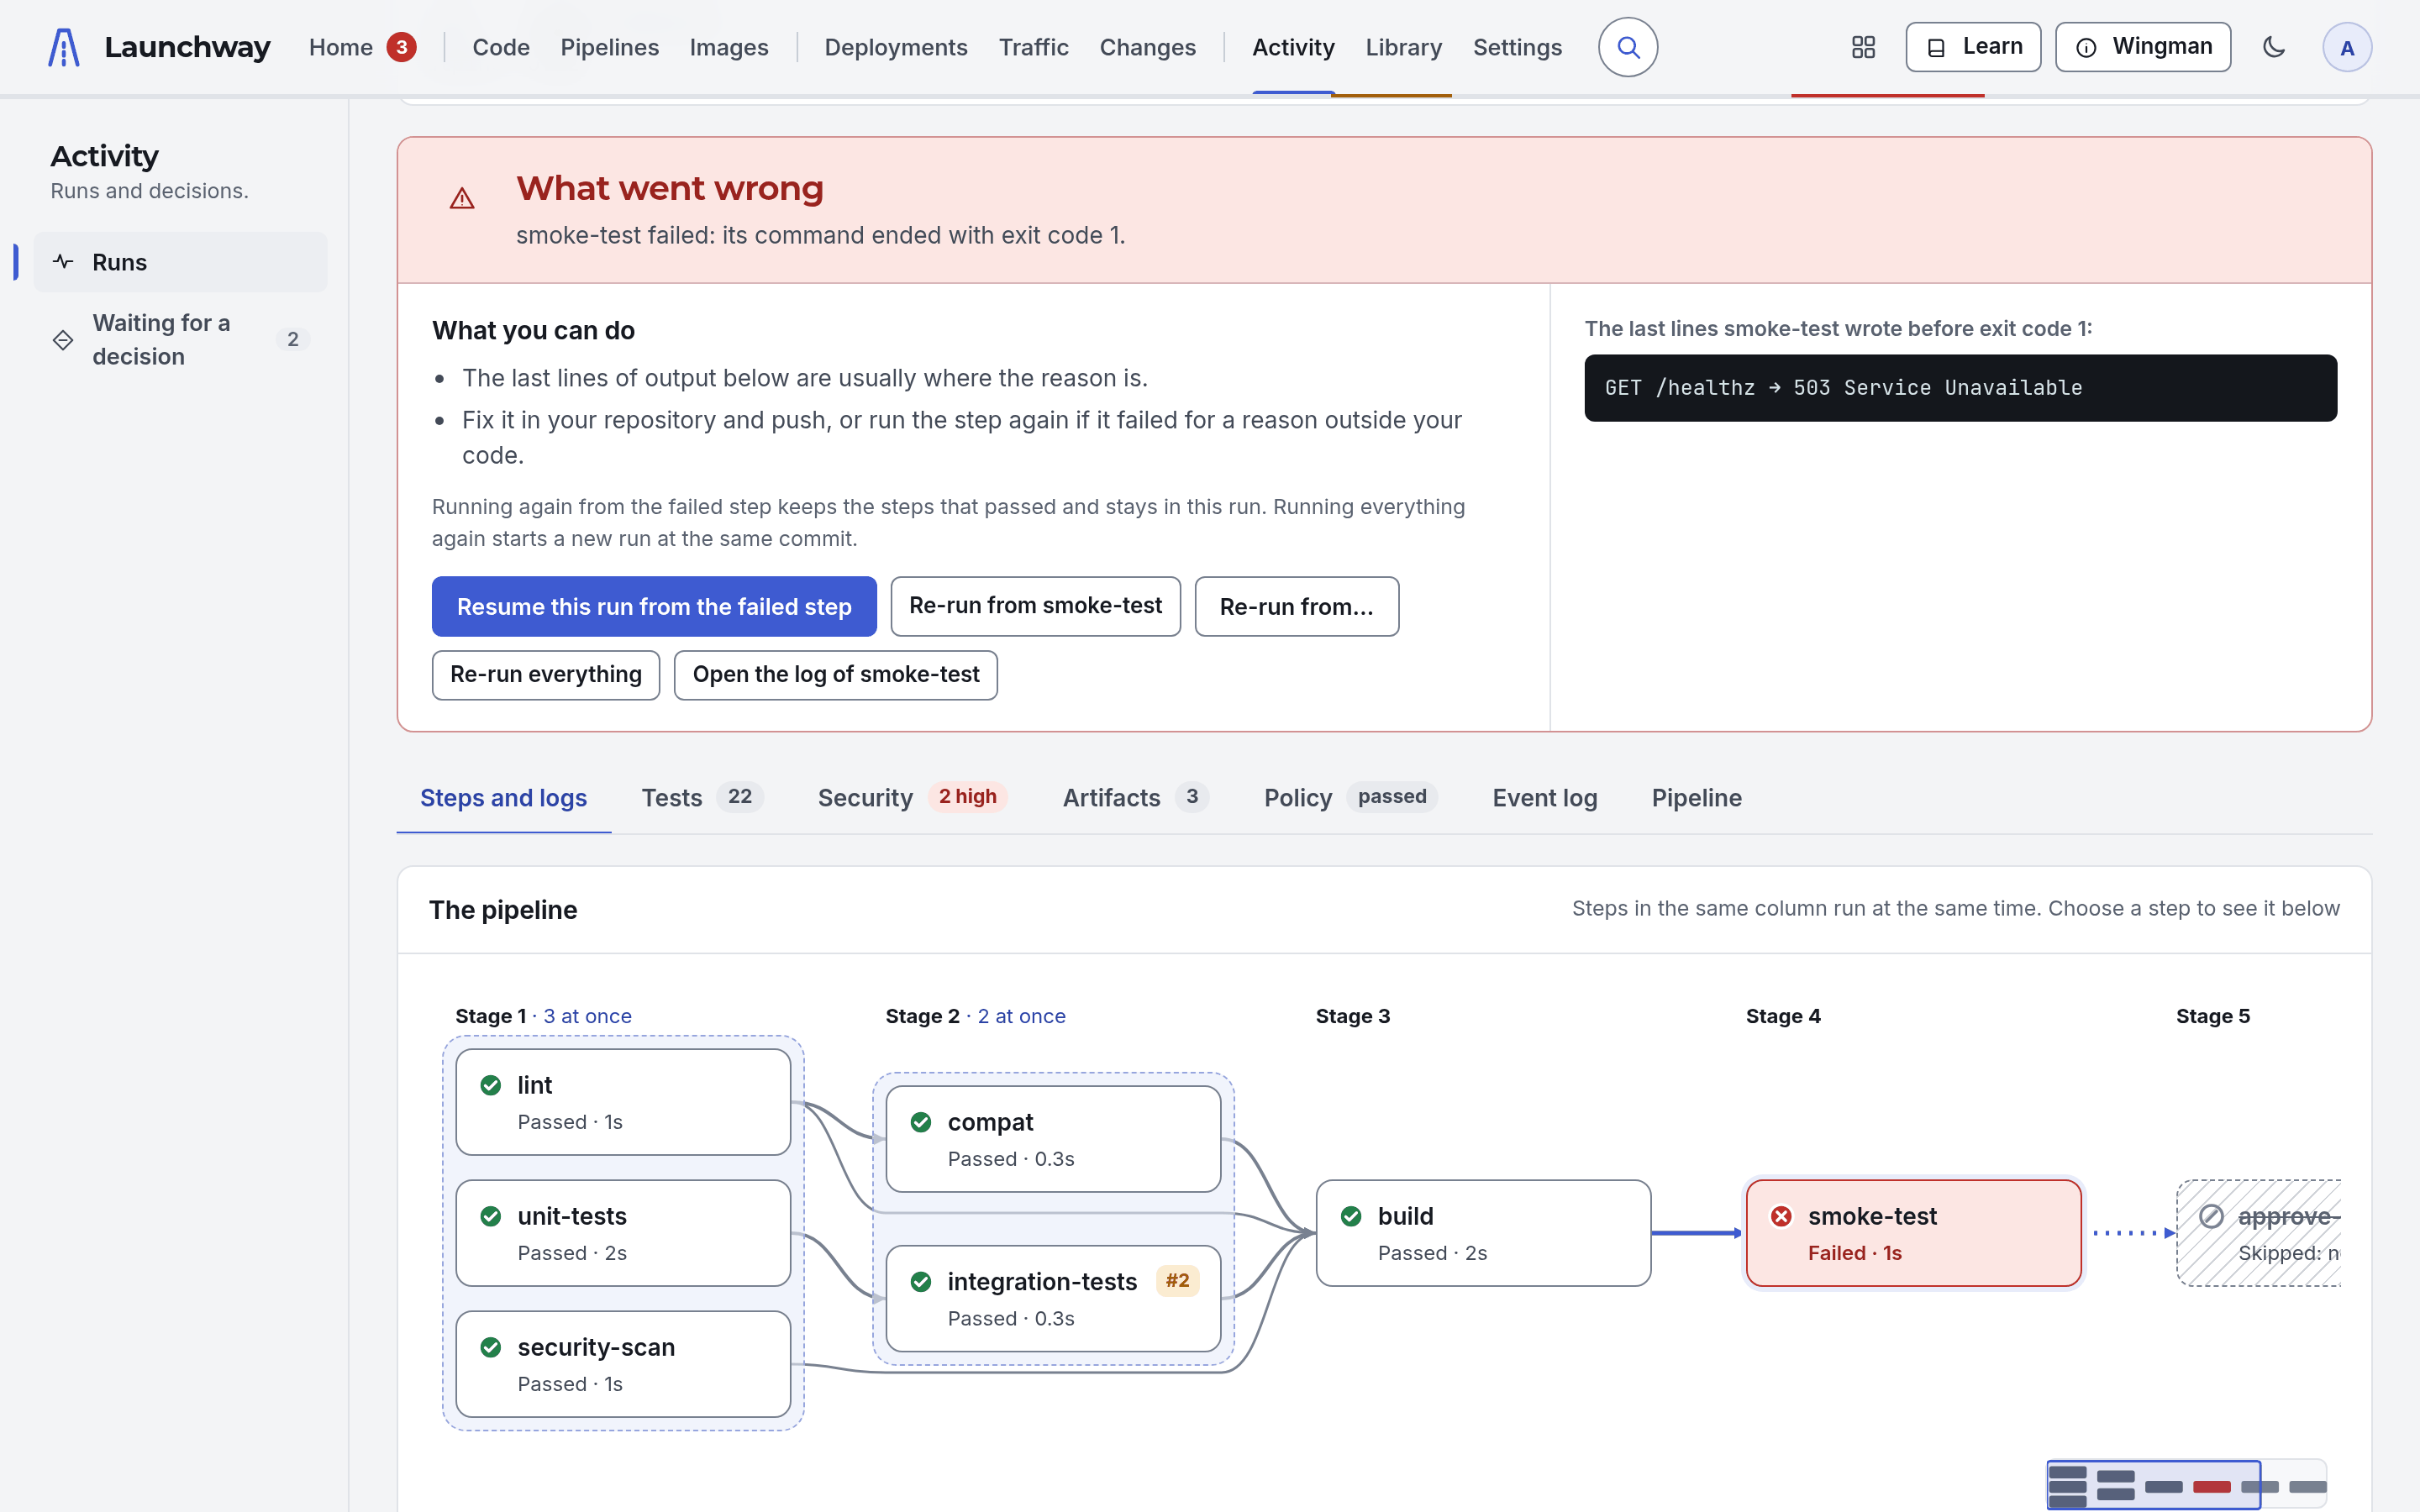 Launchway
Home 3
Code
Pipelines
Images
Deployments
Traffic
Changes
Activity
Library
Settings
Learn
Wingman
A
Activity
Runs and decisions.
Runs
Waiting for a
decision
2
What went wrong
smoke-test failed: its command ended with exit code 1.
What you can do
• The last lines of output below are usually where the reason is.
• Fix it in your repository and push, or run the step again if it failed for a reason outside your
code.
Running again from the failed step keeps the steps that passed and stays in this run. Running everything
again starts a new run at the same commit.
Resume this run from the failed step
Re-run from smoke-test
Re-run from...
Re-run everything
Open the log of smoke-test
The last lines smoke-test wrote before exit code 1:
GET /healthz → 503 Service Unavailable
Steps and logs
Tests 22
Security 2 high
Artifacts 3
Policy passed
Event log
Pipeline
The pipeline
Steps in the same column run at the same time. Choose a step to see it below
Stage 1 · 3 at once
lint
Passed · 1s
unit-tests
Passed · 2s
security-scan
Passed · 1s
Stage 2 · 2 at once
compat
Passed · 0.3s
integration-tests #2
Passed · 0.3s
Stage 3
build
Passed · 2s
Stage 4
smoke-test
Failed · 1s
Stage 5
approve-
Skipped: